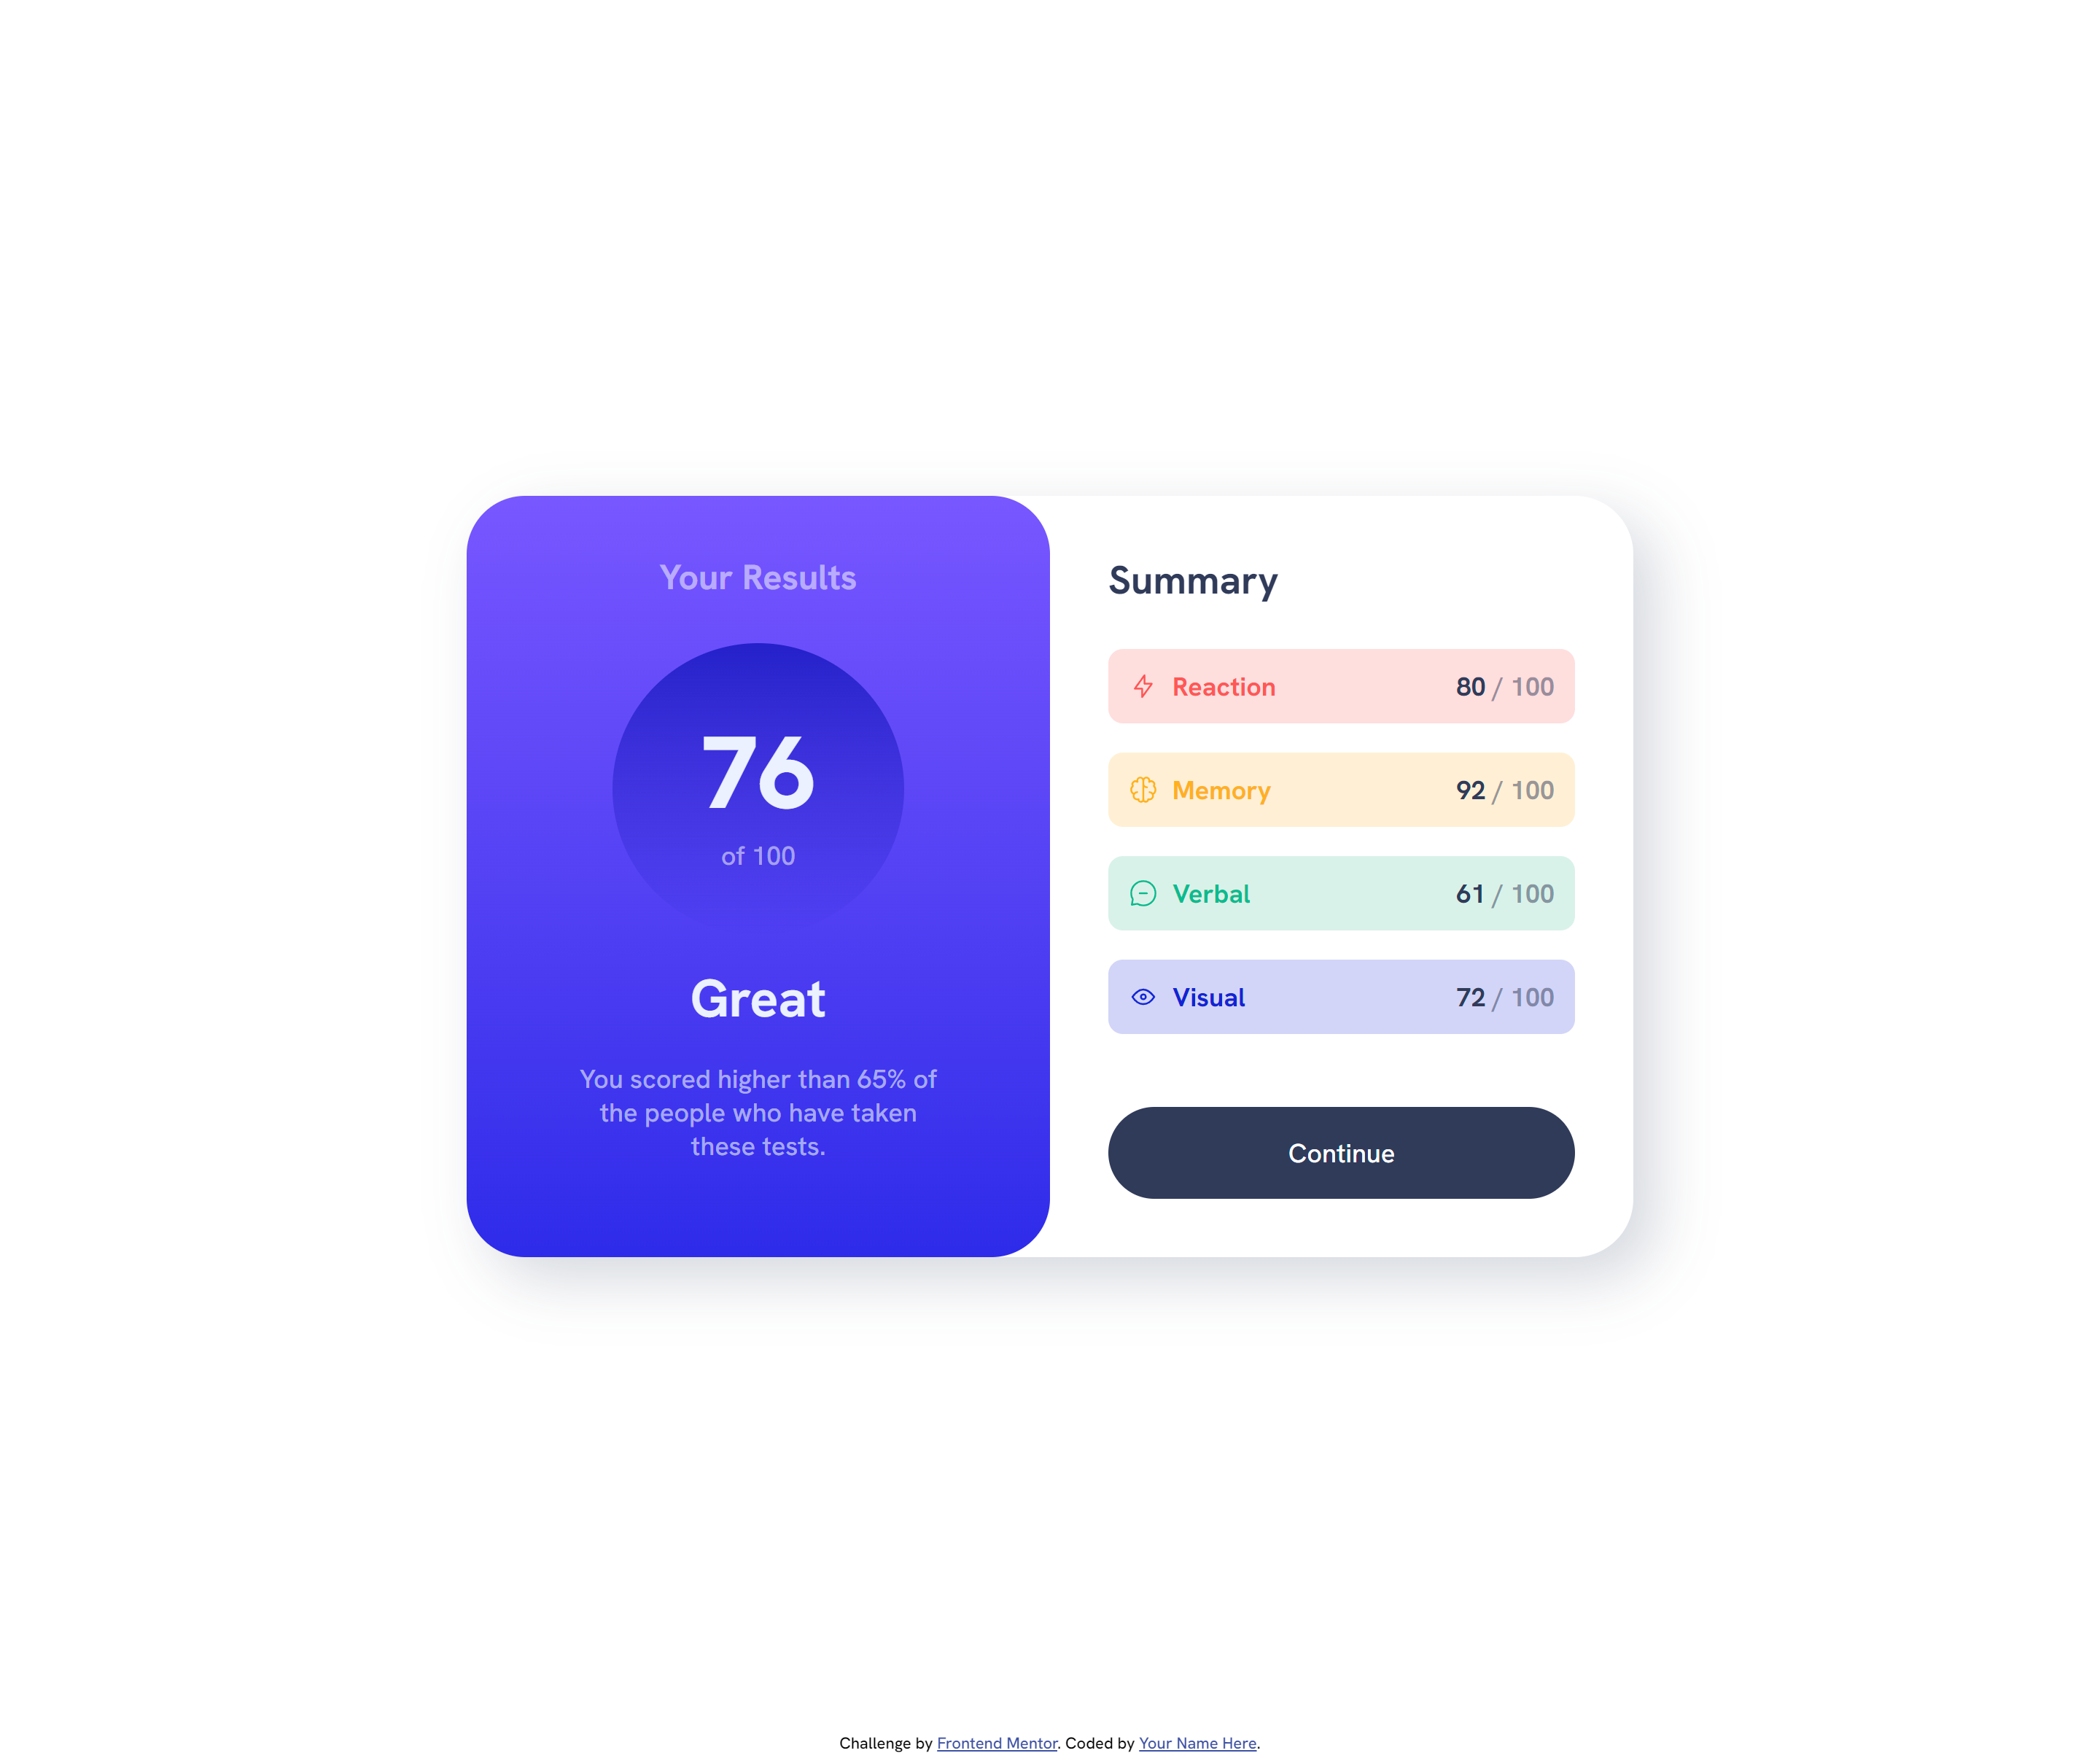 Your Results
76
of 100
Great
You scored higher than 65% of
the people who have taken
these tests.
Summary
Reaction 80 / 100
Memory 92 / 100
Verbal 61 / 100
Visual 72 / 100
Continue
Challenge by Frontend Mentor. Coded by Your Name Here.